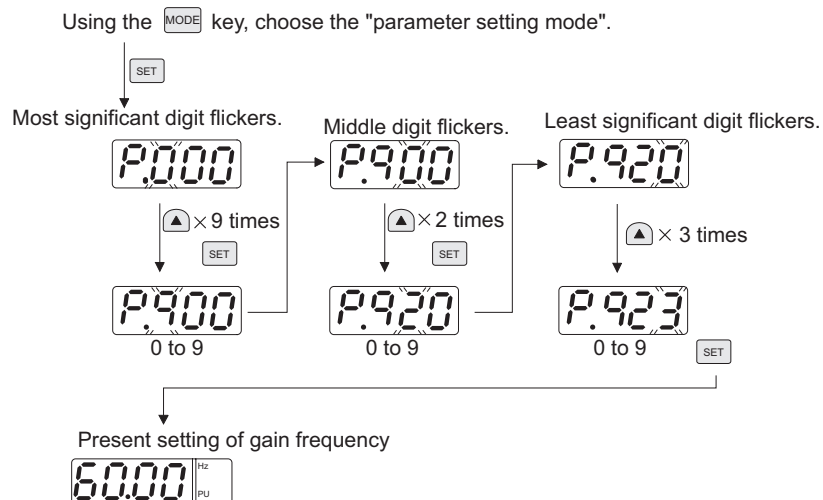 Using the MODE key, choose the "parameter setting mode".
SET
Most significant digit flickers.
Middle digit flickers.
Least significant digit flickers.
P.000
P.900
P.920
▲ × 9 times
SET
▲ × 2 times
SET
▲ × 3 times
P.900
P.920
P.923
0 to 9
0 to 9
0 to 9
SET
Present setting of gain frequency
60.00
Hz
PU